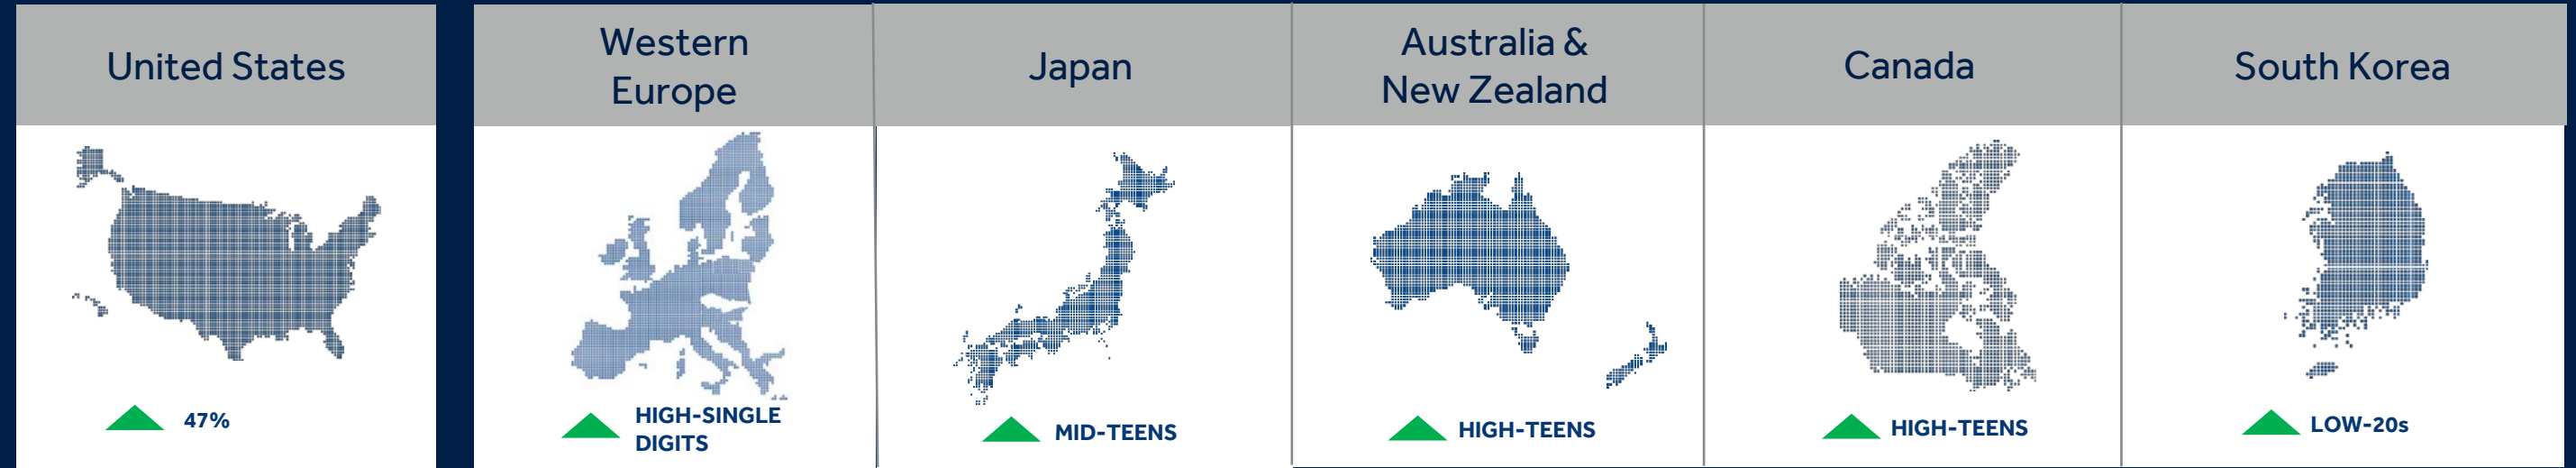 United States
Western
Europe
Japan
Australia &
New Zealand
Canada
South Korea
47%
HIGH-SINGLE
DIGITS
MID-TEENS
HIGH-TEENS
HIGH-TEENS
LOW-20s